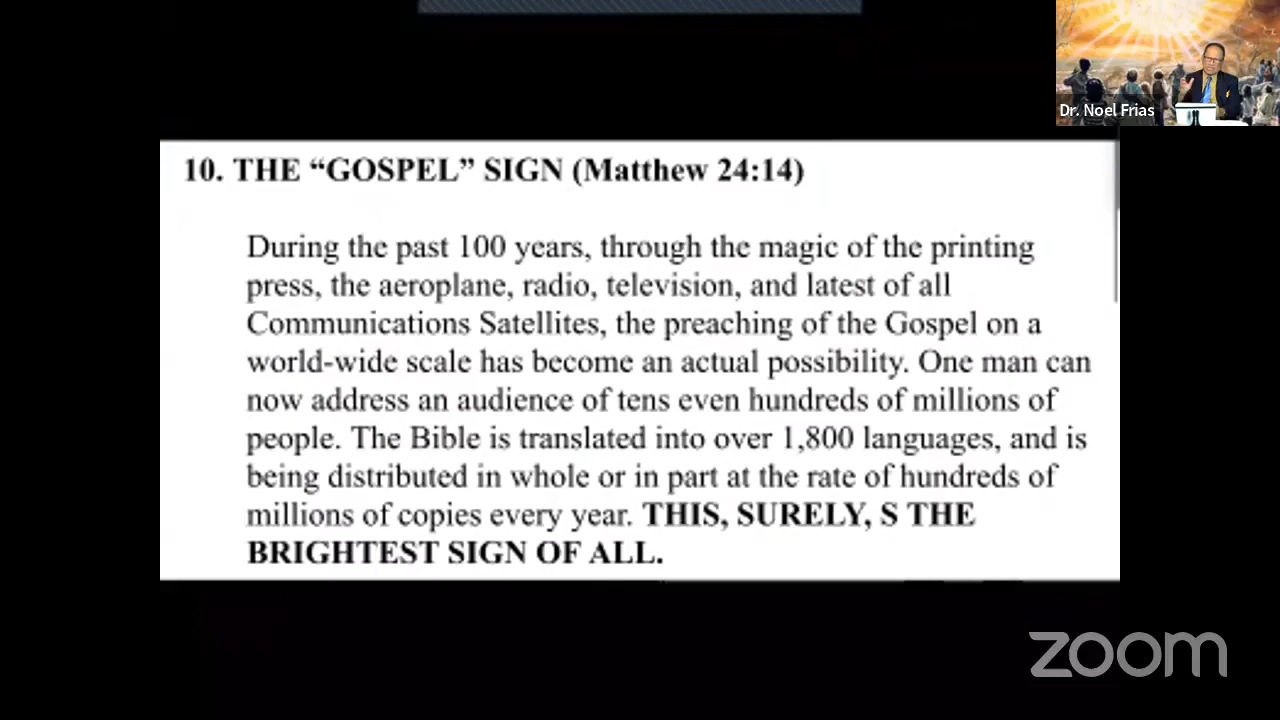 Dr. Noel Frias
10. THE “GOSPEL” SIGN (Matthew 24:14)
During the past 100 years, through the magic of the printing
press, the aeroplane, radio, television, and latest of all
Communications Satellites, the preaching of the Gospel on a
world-wide scale has become an actual possibility. One man can
now address an audience of tens even hundreds of millions of
people. The Bible is translated into over 1,800 languages, and is
being distributed in whole or in part at the rate of hundreds of
millions of copies every year. THIS, SURELY, S THE
BRIGHTEST SIGN OF ALL.
zoom